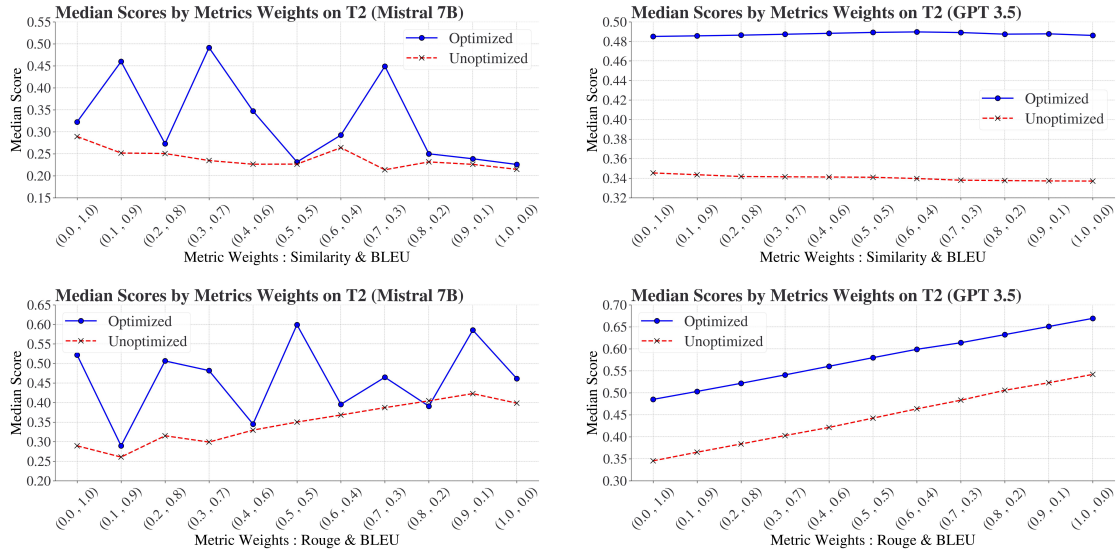 Median Scores by Metrics Weights on T2 (Mistral 7B)
0.55
0.50
0.45
0.40
0.35
0.30
0.25
0.20
0.15
Median Score
Optimized
Unoptimized
(0.0 , 1.0)
(0.1 , 0.9)
(0.2 , 0.8)
(0.3 , 0.7)
(0.4 , 0.6)
(0.5 , 0.5)
(0.6 , 0.4)
(0.7 , 0.3)
(0.8 , 0.2)
(0.9 , 0.1)
(1.0 , 0.0)
Metric Weights : Similarity & BLEU
Median Scores by Metrics Weights on T2 (GPT 3.5)
0.50
0.48
0.46
0.44
0.42
0.40
0.38
0.36
0.34
0.32
Median Score
Optimized
Unoptimized
(0.0 , 1.0)
(0.1 , 0.9)
(0.2 , 0.8)
(0.3 , 0.7)
(0.4 , 0.6)
(0.5 , 0.5)
(0.6 , 0.4)
(0.7 , 0.3)
(0.8 , 0.2)
(0.9 , 0.1)
(1.0 , 0.0)
Metric Weights : Similarity & BLEU
Median Scores by Metrics Weights on T2 (Mistral 7B)
0.65
0.60
0.55
0.50
0.45
0.40
0.35
0.30
0.25
0.20
Median Score
Optimized
Unoptimized
(0.0 , 1.0)
(0.1 , 0.9)
(0.2 , 0.8)
(0.3 , 0.7)
(0.4 , 0.6)
(0.5 , 0.5)
(0.6 , 0.4)
(0.7 , 0.3)
(0.8 , 0.2)
(0.9 , 0.1)
(1.0 , 0.0)
Metric Weights : Rouge & BLEU
Median Scores by Metrics Weights on T2 (GPT 3.5)
0.70
0.65
0.60
0.55
0.50
0.45
0.40
0.35
0.30
Median Score
Optimized
Unoptimized
(0.0 , 1.0)
(0.1 , 0.9)
(0.2 , 0.8)
(0.3 , 0.7)
(0.4 , 0.6)
(0.5 , 0.5)
(0.6 , 0.4)
(0.7 , 0.3)
(0.8 , 0.2)
(0.9 , 0.1)
(1.0 , 0.0)
Metric Weights : Rouge & BLEU